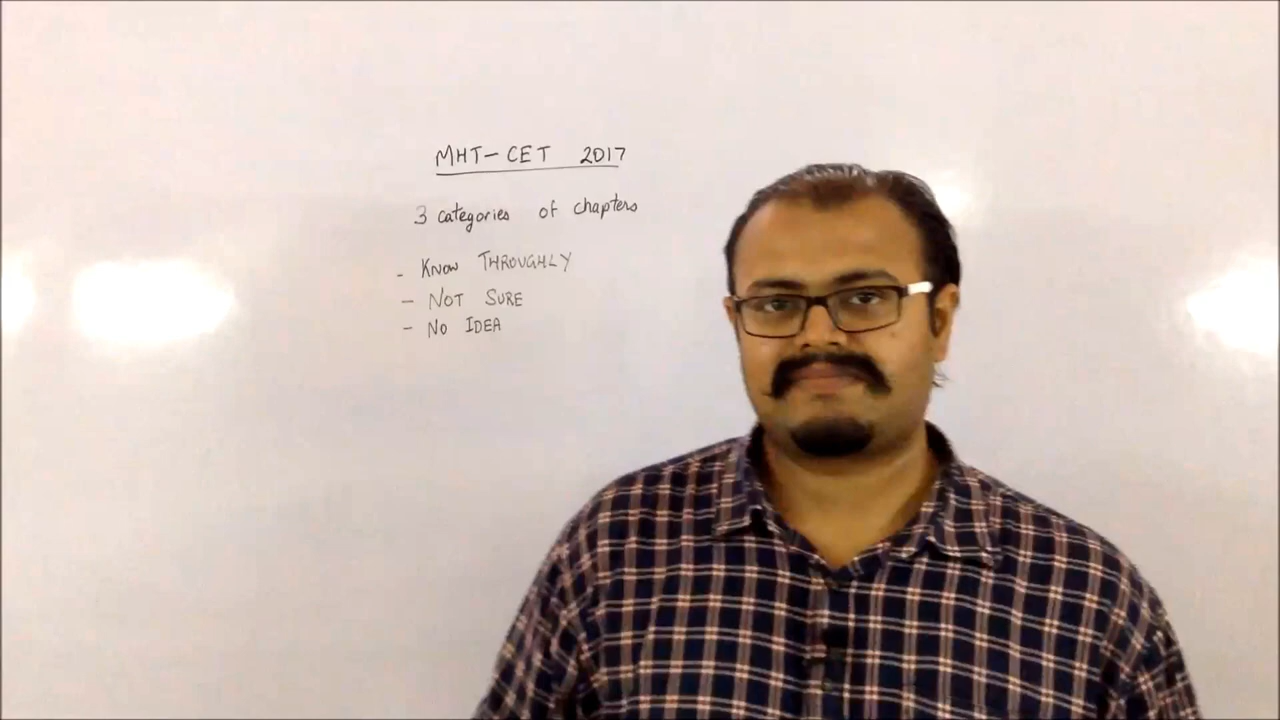 MHT-CET 2017
3 categories of chapters
- KNOW THROUGHLY
- NOT SURE
- NO IDEA